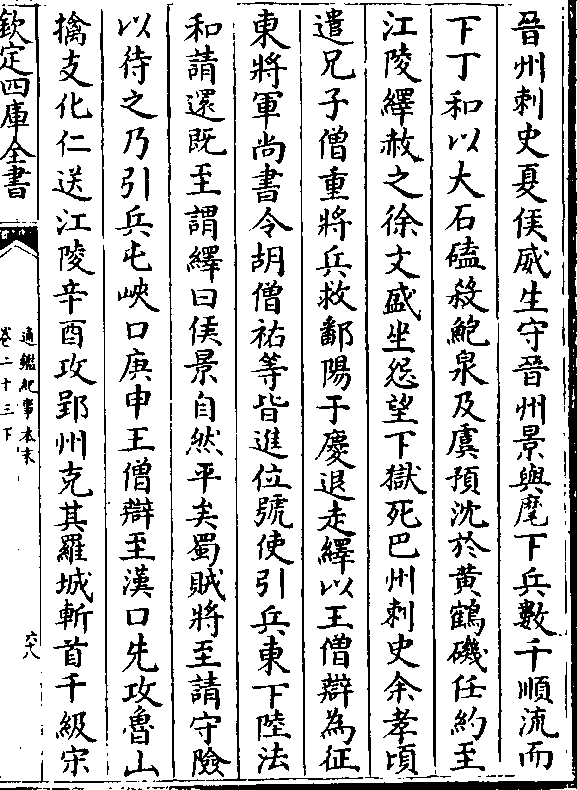 晉州刺史夏侯威生守晉州景與麾下兵數千順流而
下丁和以大石磕殺鮑泉及虞預沈於黃鶴磯任約至
江陵繹赦之徐文盛坐怨望下獄死巴州刺史余孝頃
遣兄子僧重將兵救鄱陽于慶退走繹以王僧辯為征
東將軍尚書令胡僧祐等皆進位號使引兵東下陸法
和請還既至謂繹曰侯景自然平矣蜀賊將至請守險
以待之乃引兵屯峽口庚申王僧辯至漢口先攻魯山
擒支化仁送江陵辛酉攻郢州克其羅城斬首千級宋
欽定四庫全書
通鑑紀事本末
卷二十三下
六八